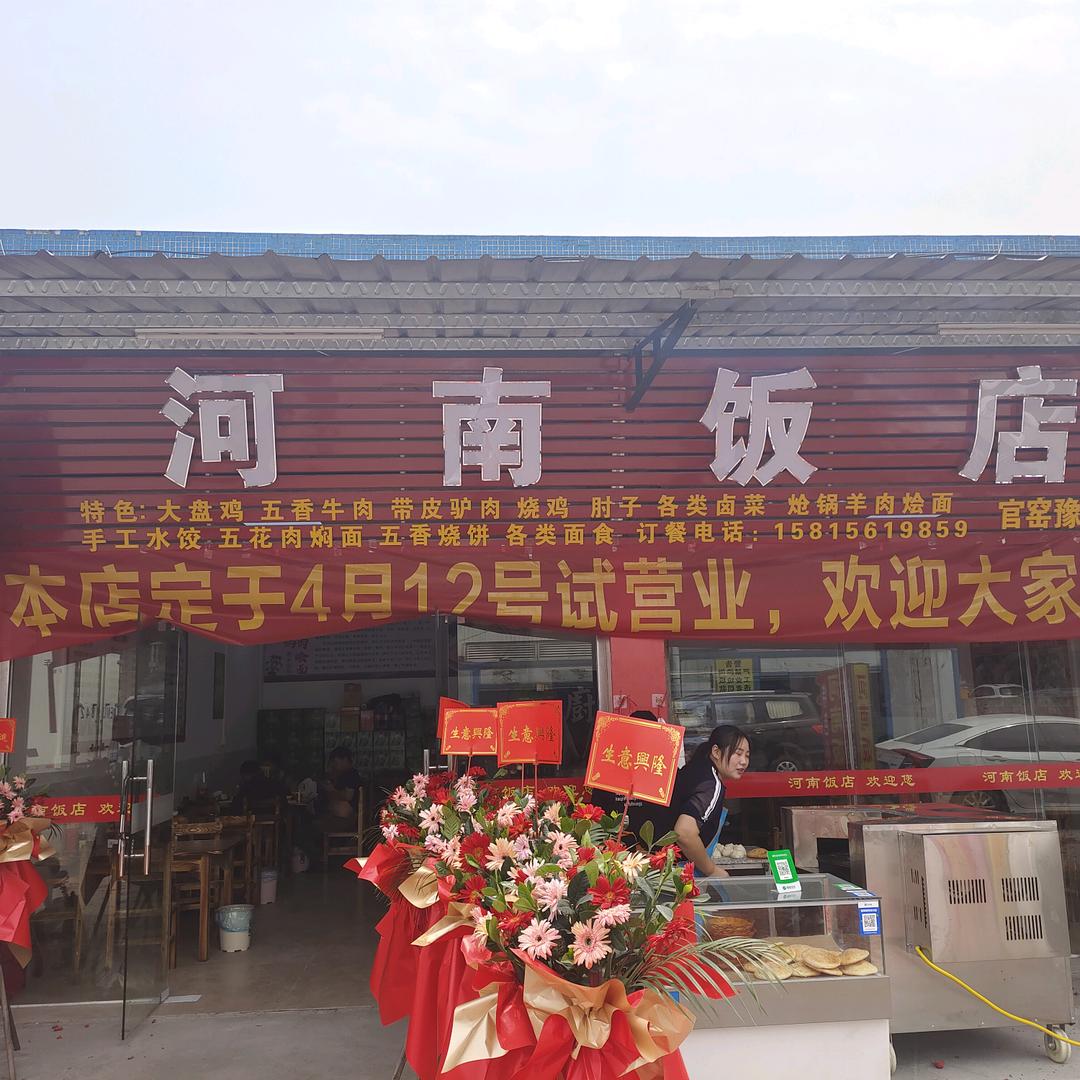 河南饭店
特色: 大盘鸡 五香牛肉 带皮驴肉 烧鸡 肘子 各类卤菜 炝锅羊肉烩面
手工水饺 五花肉焖面 五香烧饼 各类面食 订餐电话: 15815619859
官窑豫
本店定于4月12号试营业，欢迎大家
生意興隆
生意興隆
生意興隆
河南饭店 欢迎您
河南饭店 欢
南饭店 欢迎